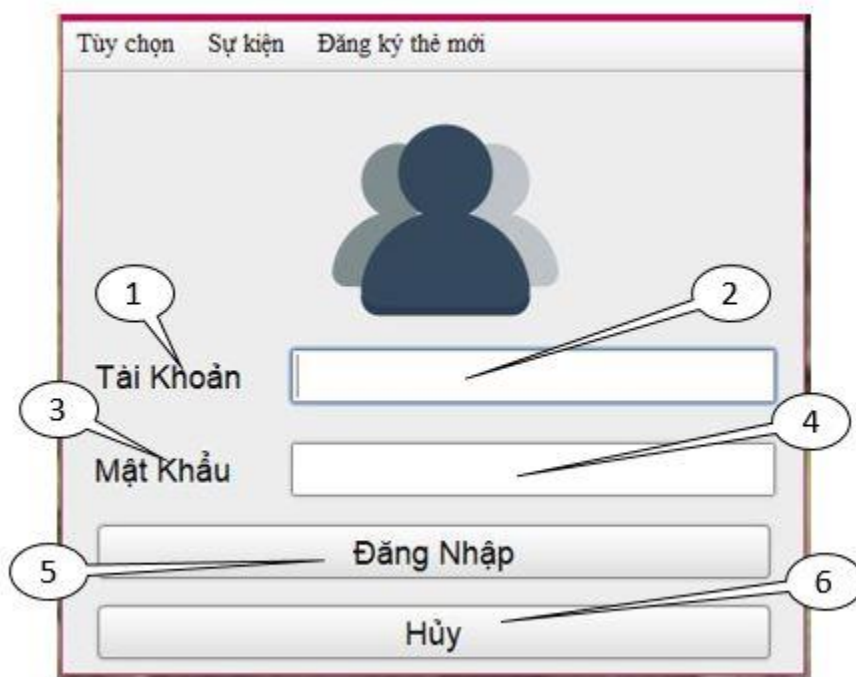 Tùy chọn Sự kiện Đăng ký thẻ mới
1
2
Tài Khoản
3
4
Mật Khẩu
5
Đăng Nhập
6
Hủy